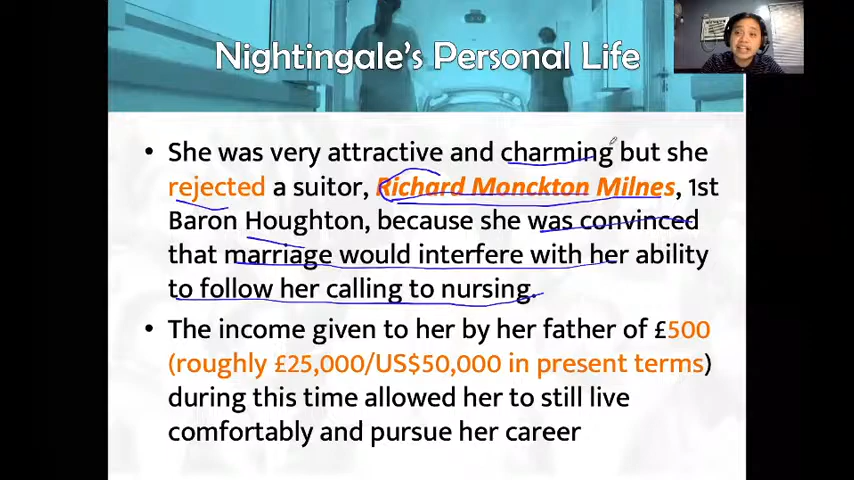 Nightingale's Personal Life
• She was very attractive and charming but she
rejected a suitor, Richard Monckton Milnes, 1st
Baron Houghton, because she was convinced
that marriage would interfere with her ability
to follow her calling to nursing.
• The income given to her by her father of £500
(roughly £25,000/US$50,000 in present terms)
during this time allowed her to still live
comfortably and pursue her career